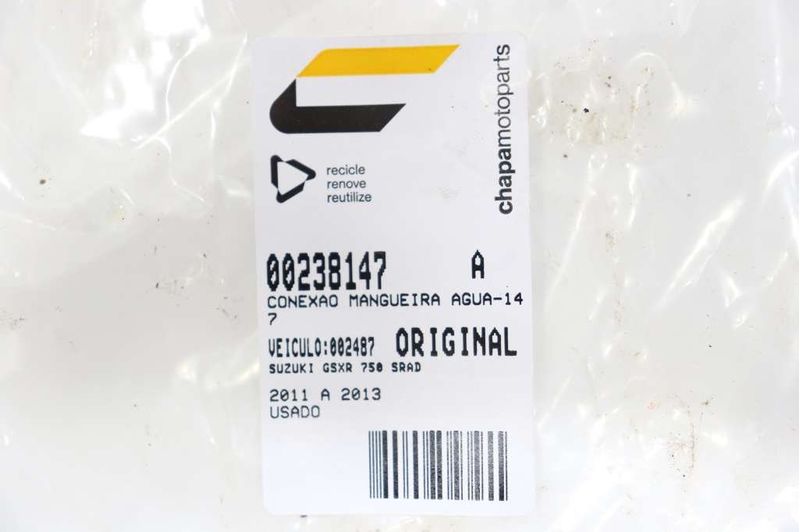 chapamotoparts
recicle
renove
reutilize
00238147 A
CONEXAO MANGUEIRA AGUA-14
7
VEICULO:002487 ORIGINAL
SUZUKI GSXR 750 SRAD
2011 A 2013
USADO